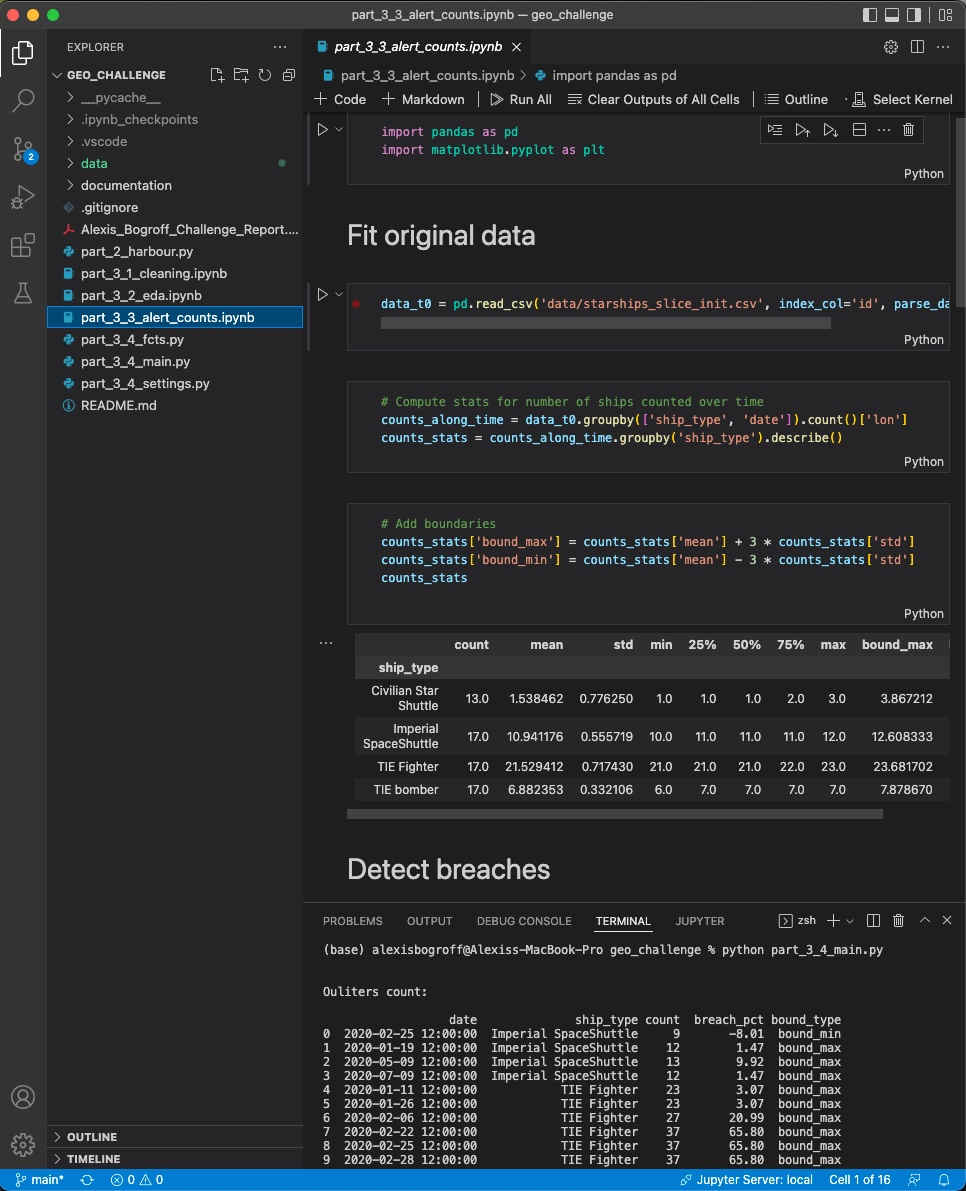 part_3_3_alert_counts.ipynb — geo_challenge
EXPLORER
GEO_CHALLENGE
__pycache__
.ipynb_checkpoints
.vscode
data
documentation
.gitignore
Alexis_Bogroff_Challenge_Report....
part_2_harbour.py
part_3_1_cleaning.ipynb
part_3_2_eda.ipynb
part_3_3_alert_counts.ipynb
part_3_4_fcts.py
part_3_4_main.py
part_3_4_settings.py
README.md
2
OUTLINE
TIMELINE
part_3_3_alert_counts.ipynb
part_3_3_alert_counts.ipynb > import pandas as pd
+ Code + Markdown Run All Clear Outputs of All Cells Outline Select Kernel
import pandas as pd
import matplotlib.pyplot as plt
Python
Fit original data
data_t0 = pd.read_csv('data/starships_slice_init.csv', index_col='id', parse_da
Python
# Compute stats for number of ships counted over time
counts_along_time = data_t0.groupby(['ship_type', 'date']).count()['lon']
counts_stats = counts_along_time.groupby('ship_type').describe()
Python
# Add boundaries
counts_stats['bound_max'] = counts_stats['mean'] + 3 * counts_stats['std']
counts_stats['bound_min'] = counts_stats['mean'] - 3 * counts_stats['std']
counts_stats
Python
count mean std min 25% 50% 75% max bound_max
ship_type
Civilian Star
Shuttle 13.0 1.538462 0.776250 1.0 1.0 1.0 2.0 3.0 3.867212
Imperial
SpaceShuttle 17.0 10.941176 0.555719 10.0 11.0 11.0 11.0 12.0 12.608333
TIE Fighter 17.0 21.529412 0.717430 21.0 21.0 21.0 22.0 23.0 23.681702
TIE bomber 17.0 6.882353 0.332106 6.0 7.0 7.0 7.0 7.0 7.878670
Detect breaches
PROBLEMS OUTPUT DEBUG CONSOLE TERMINAL JUPYTER zsh
(base) alexisbogroff@Alexiss-MacBook-Pro geo_challenge % python part_3_4_main.py
Ouliters count:
date ship_type count breach_pct bound_type
0 2020-02-25 12:00:00 Imperial SpaceShuttle 9 -8.01 bound_min
1 2020-01-19 12:00:00 Imperial SpaceShuttle 12 1.47 bound_max
2 2020-05-09 12:00:00 Imperial SpaceShuttle 13 9.92 bound_max
3 2020-07-09 12:00:00 Imperial SpaceShuttle 12 1.47 bound_max
4 2020-01-11 12:00:00 TIE Fighter 23 3.07 bound_max
5 2020-01-26 12:00:00 TIE Fighter 23 3.07 bound_max
6 2020-02-06 12:00:00 TIE Fighter 27 20.99 bound_max
7 2020-02-22 12:00:00 TIE Fighter 37 65.80 bound_max
8 2020-02-25 12:00:00 TIE Fighter 37 65.80 bound_max
9 2020-02-28 12:00:00 TIE Fighter 37 65.80 bound_max
main* 0 0 Jupyter Server: local Cell 1 of 16